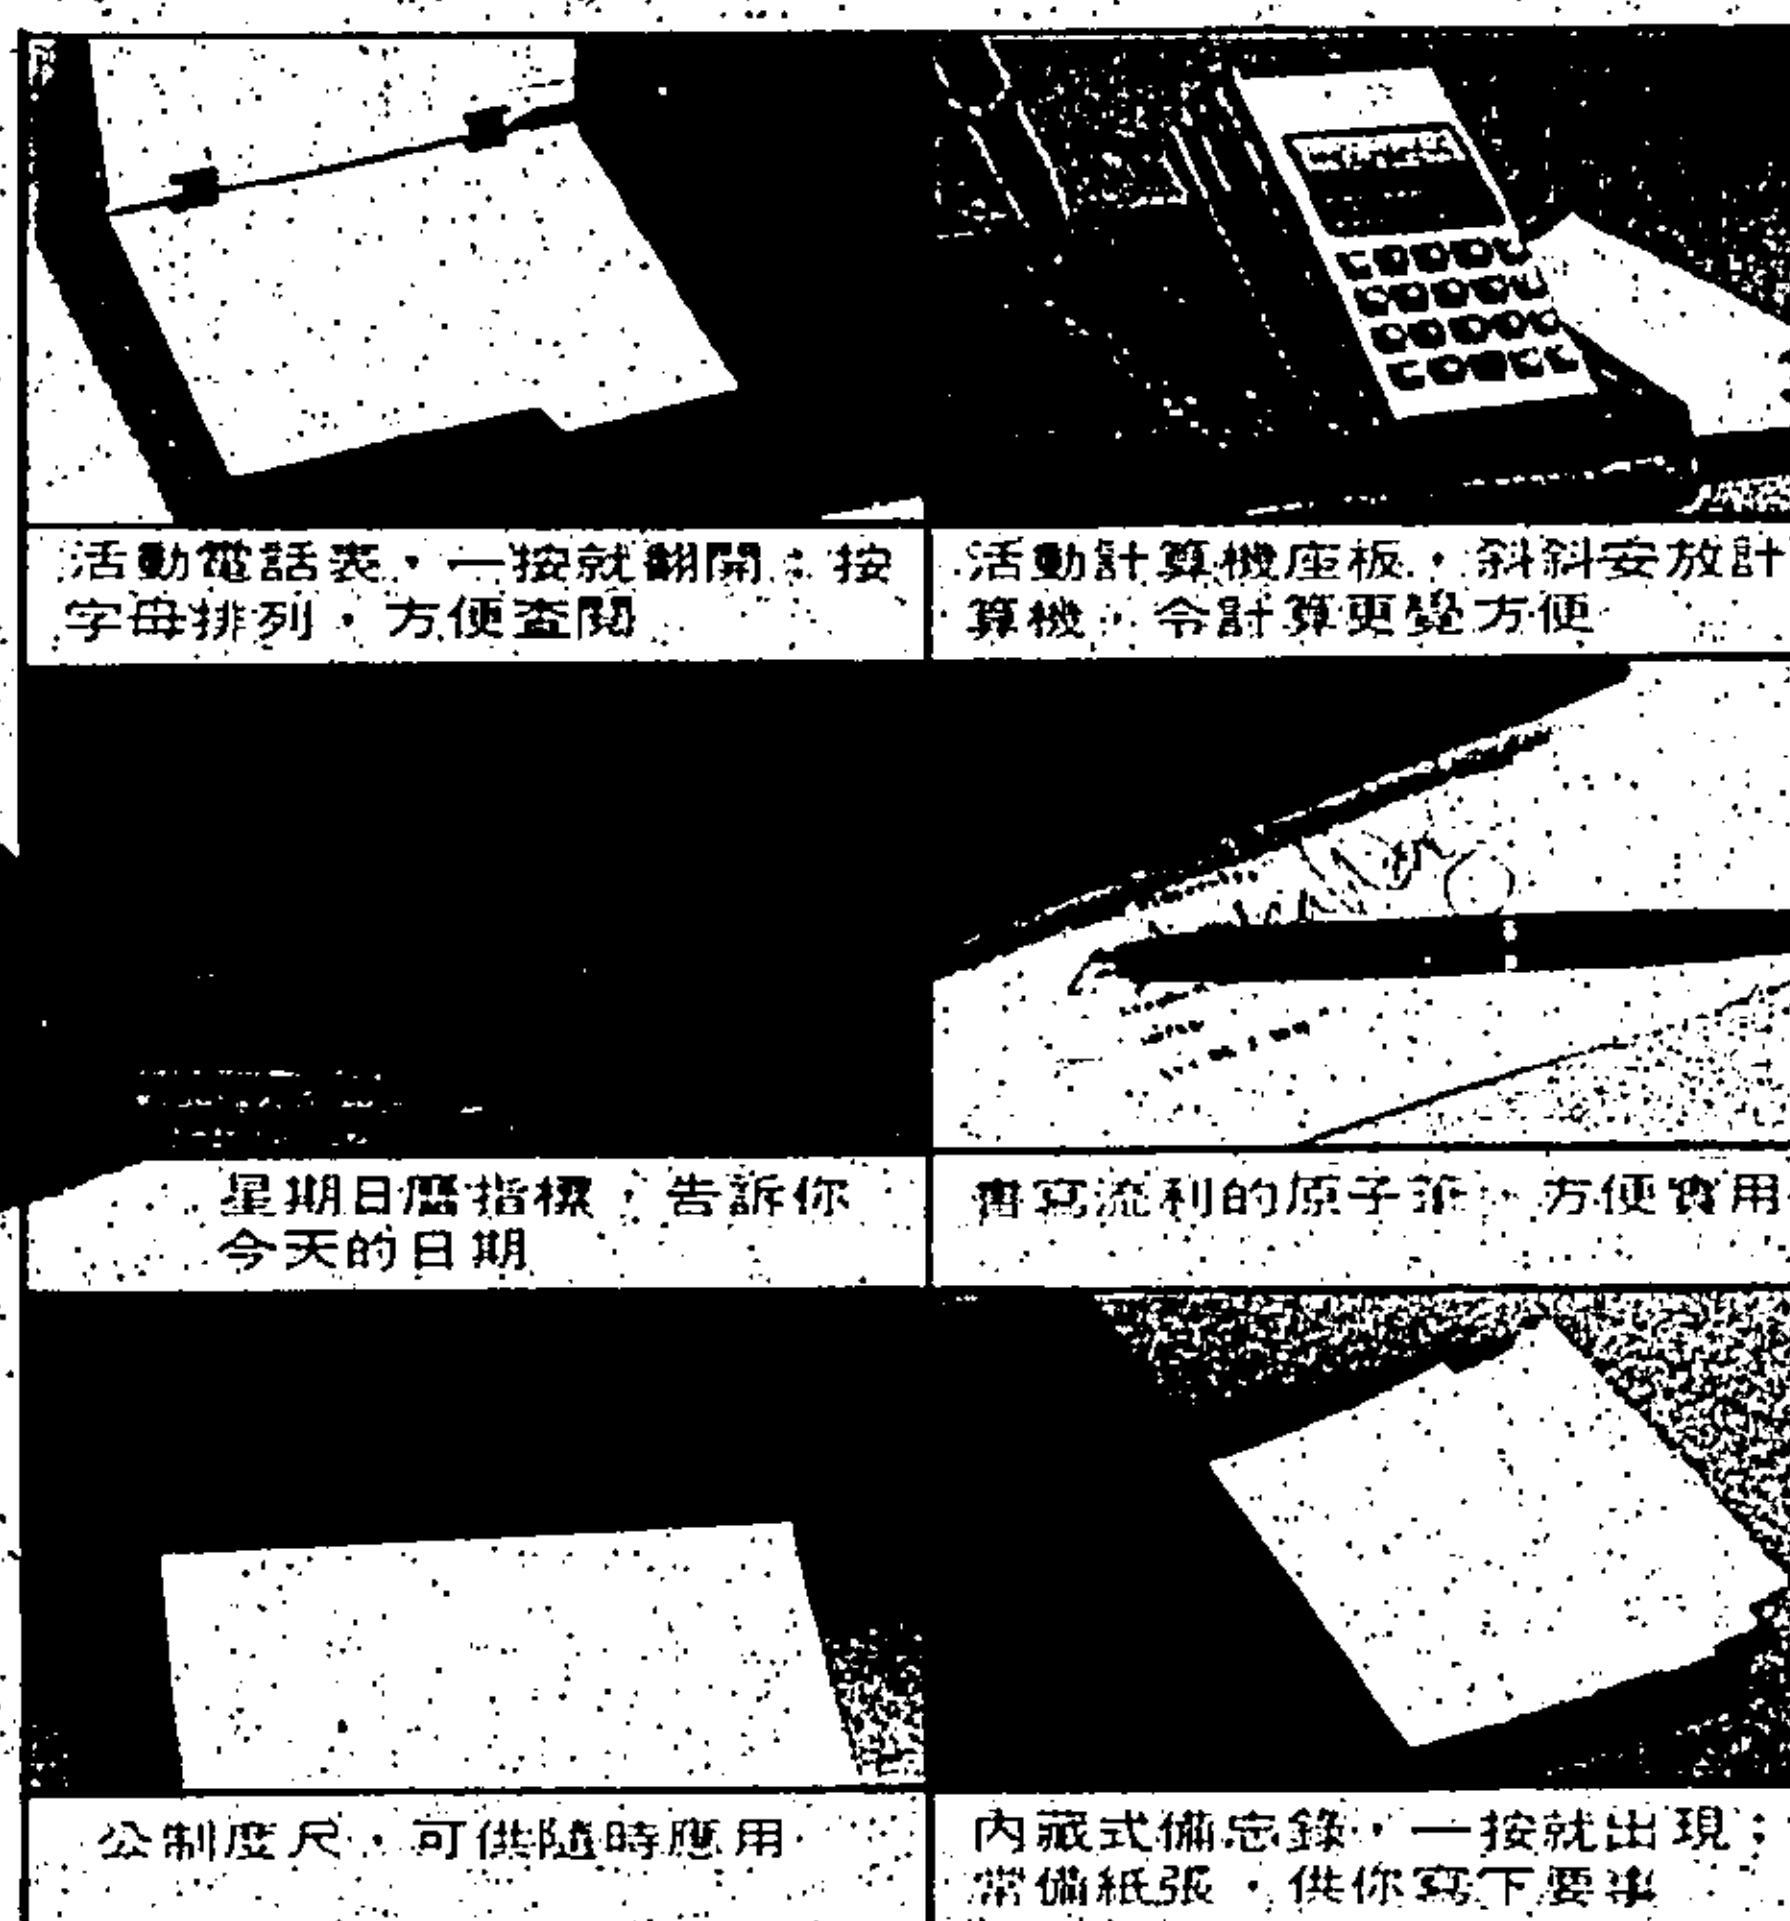 活動電話表，一按就翻開；按
字母排列，方便查閱
活動計算機座板，斜斜安放計
算機，令計算更覺方便
星期日曆指標，告訴你
今天的日期
書寫流利的原子筆，方便實用
公制度尺，可供隨時應用
內藏式備忘錄，一按就出現；
常備紙張，供你寫下要事